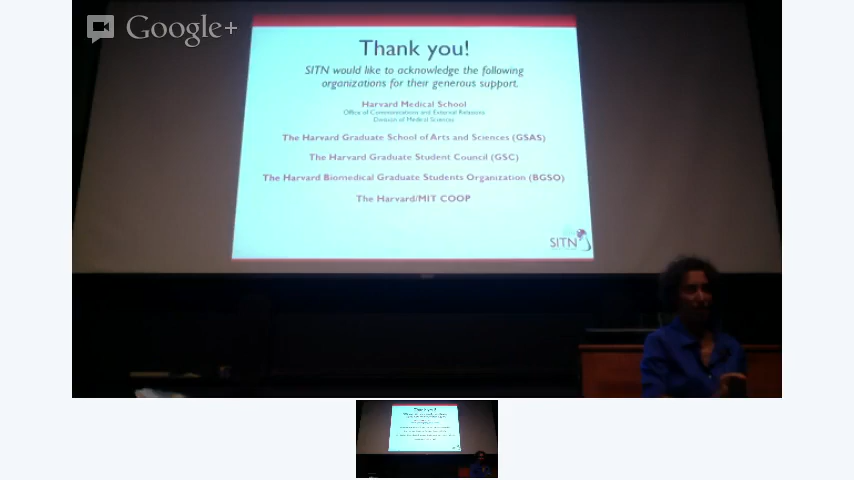 Google+
Thank you!
SITN would like to acknowledge the following
organizations for their generous support.
Harvard Medical School
Office of Communications and External Relations
Division of Medical Sciences
The Harvard Graduate School of Arts and Sciences (GSAS)
The Harvard Graduate Student Council (GSC)
The Harvard Biomedical Graduate Students Organization (BGSO)
The Harvard/MIT COOP
SITN